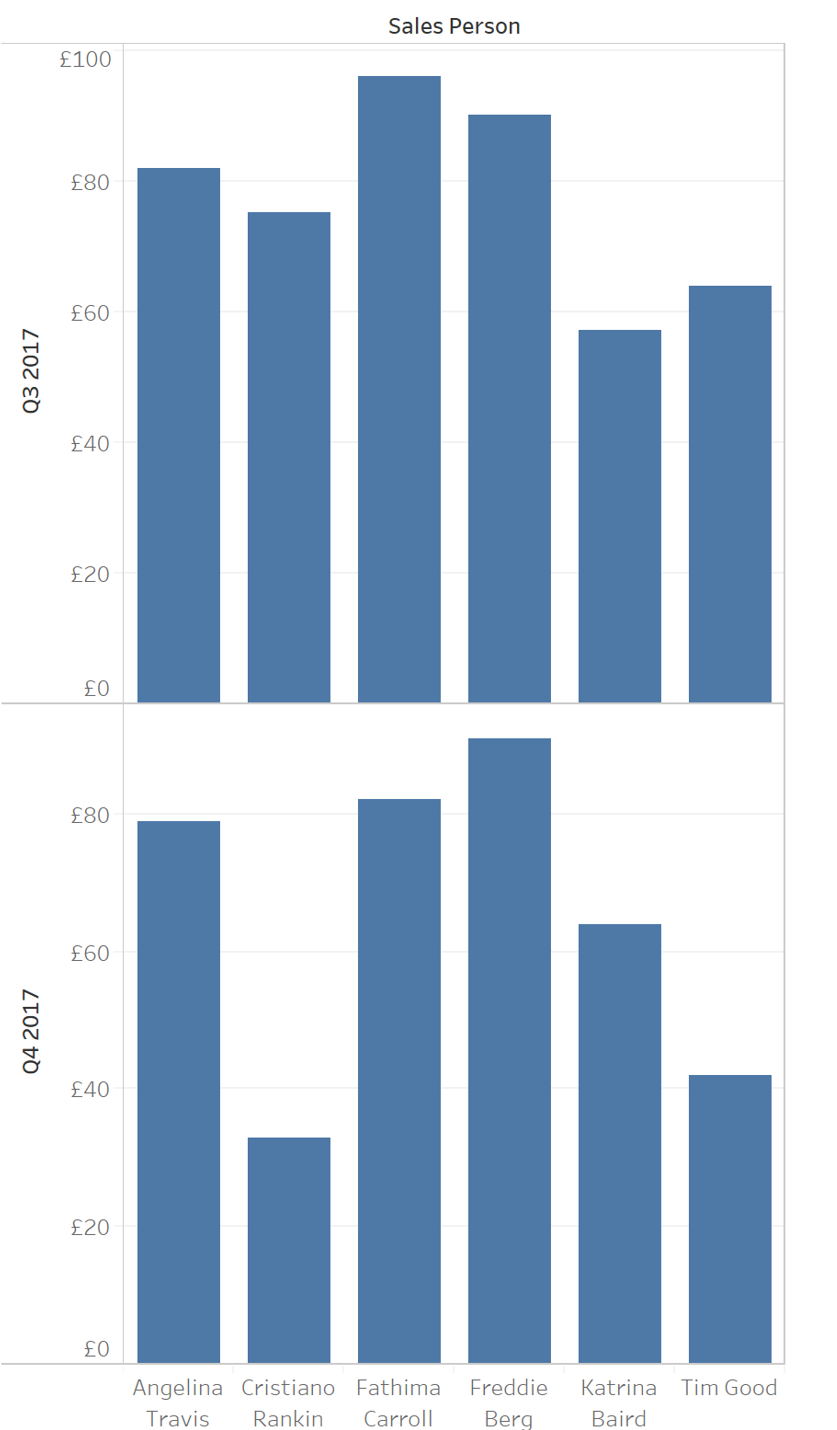 Sales Person
£100
£80
£60
£40
£20
£0
Q3 2017
£80
£60
£40
£20
£0
Q4 2017
Angelina Travis
Cristiano Rankin
Fathima Carroll
Freddie Berg
Katrina Baird
Tim Good